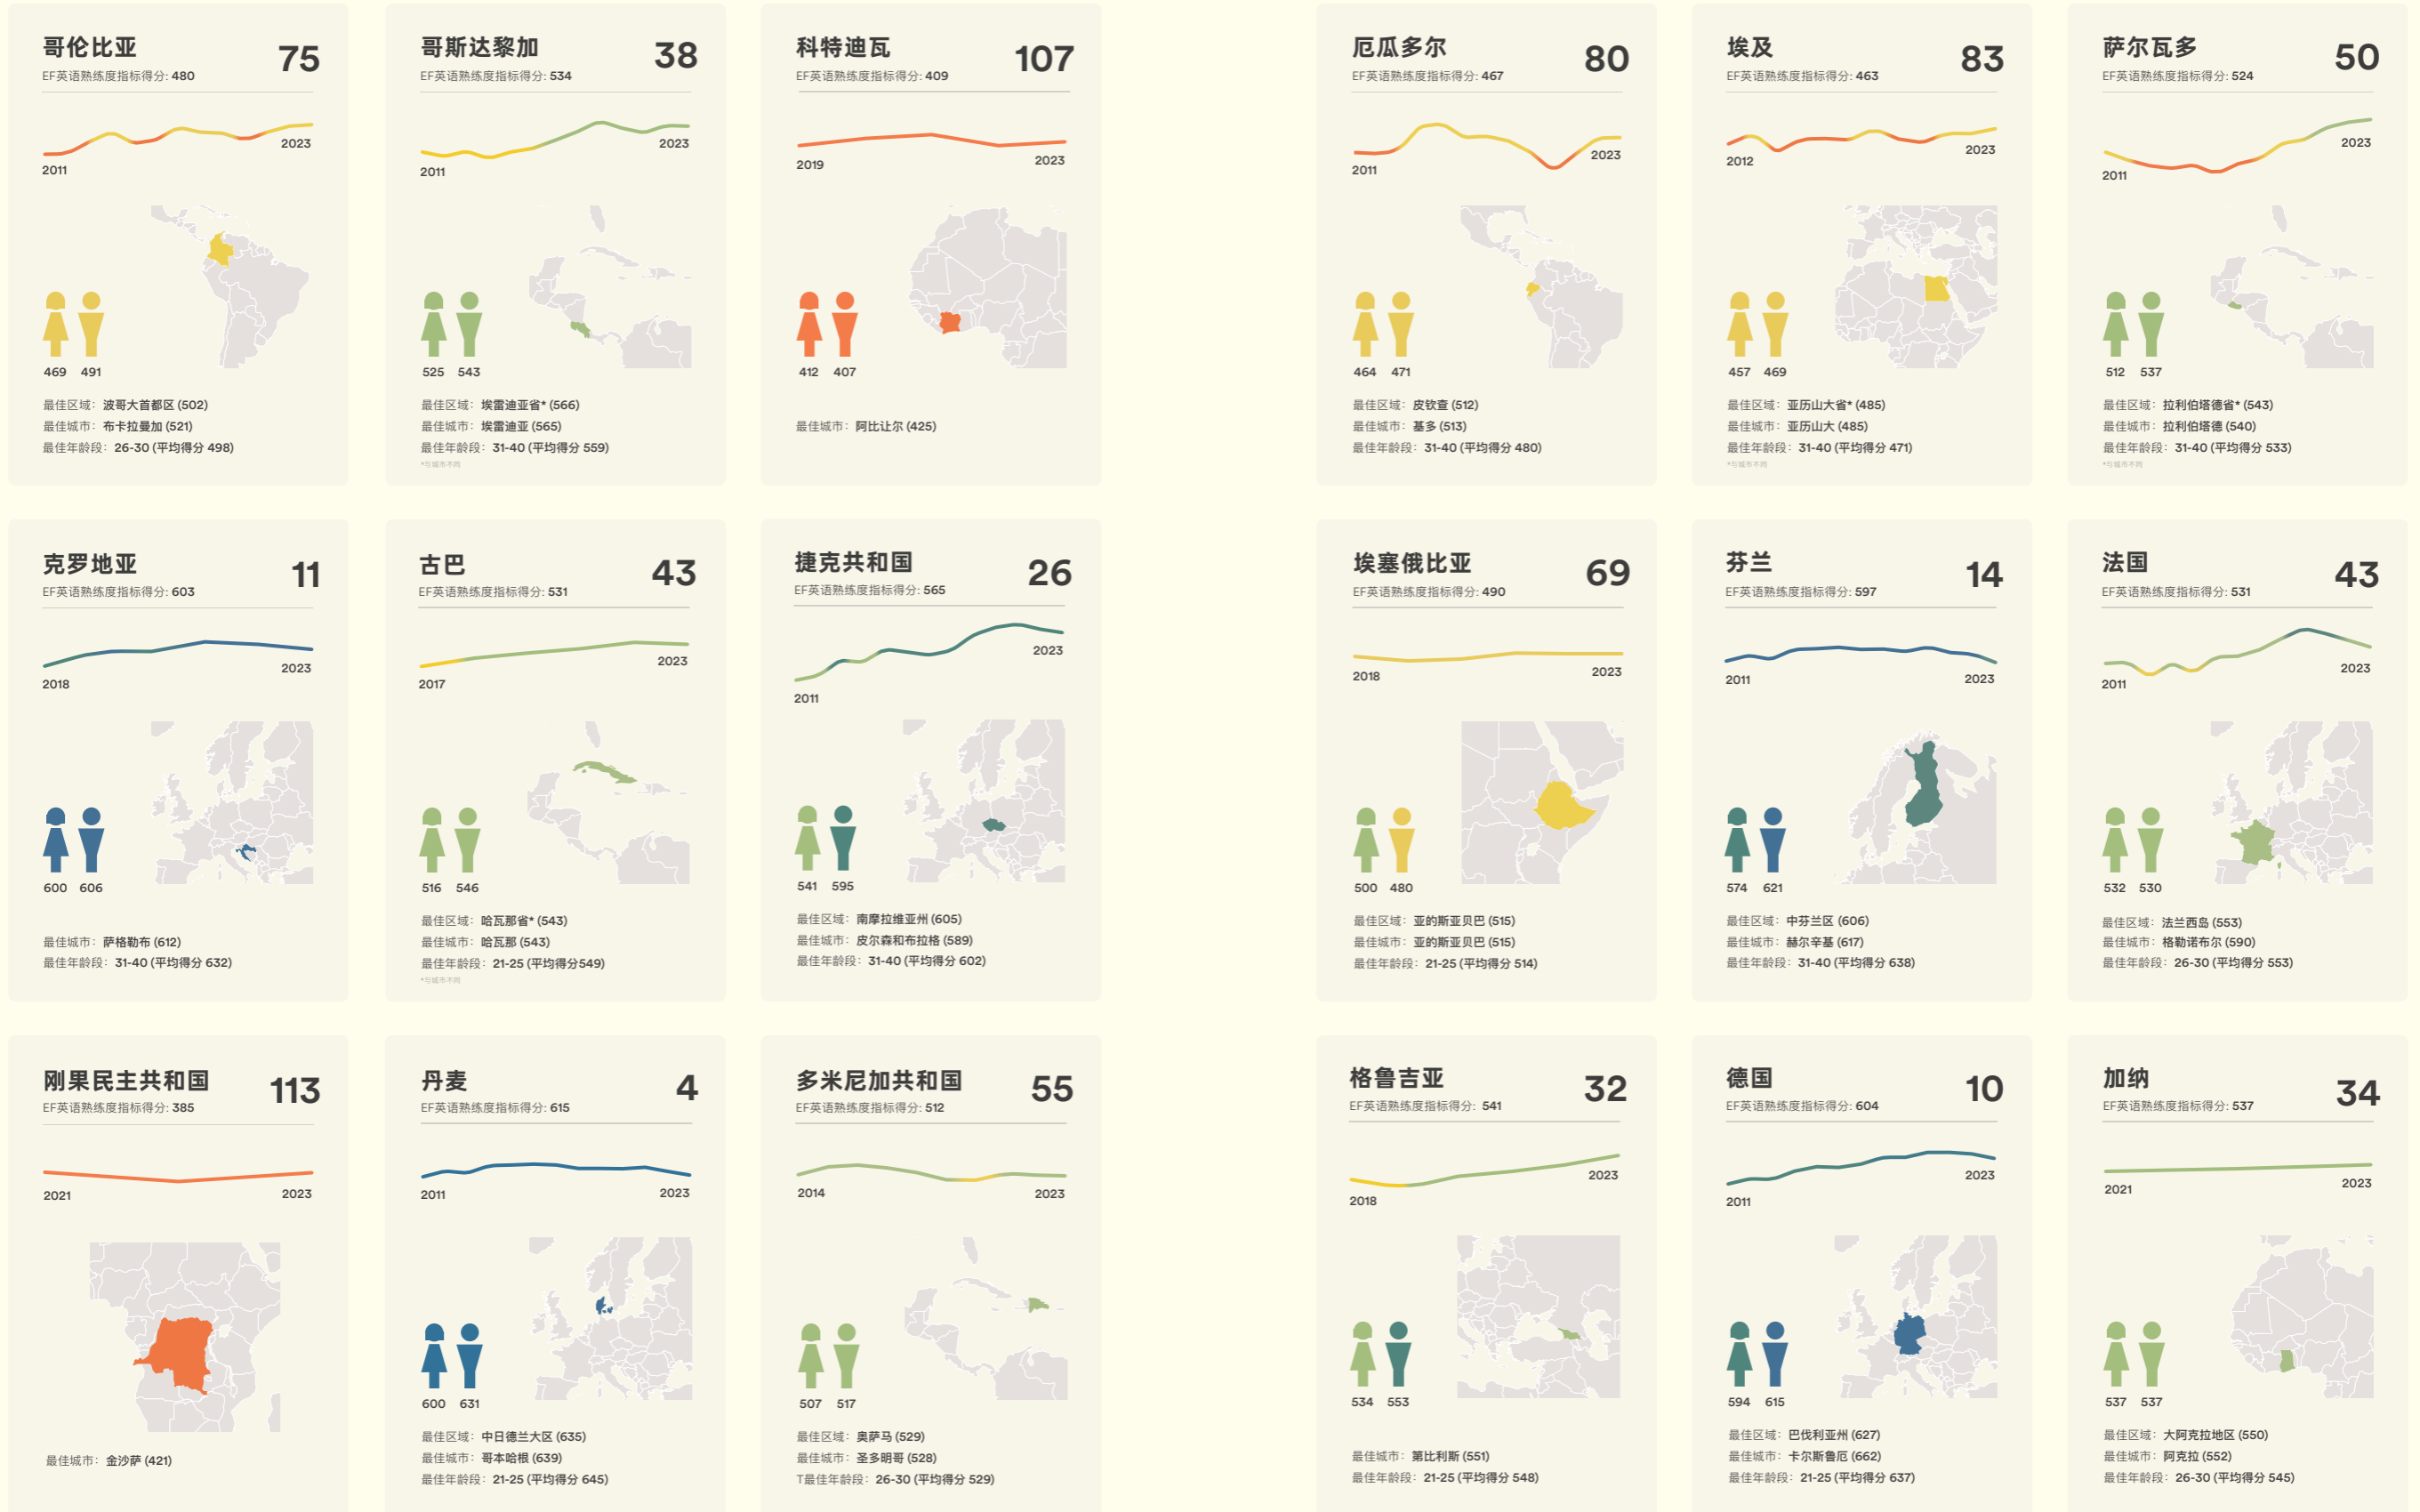 哥伦比亚
75
EF英语熟练度指标得分: 480
2011
2023
469 491
最佳区域： 波哥大首都区 (502)
最佳城市： 布卡拉曼加 (521)
最佳年龄段： 26-30 (平均得分 498)
哥斯达黎加
38
EF英语熟练度指标得分: 534
2011
2023
525 543
最佳区域： 埃雷迪亚省* (566)
最佳城市： 埃雷迪亚 (565)
最佳年龄段： 31-40 (平均得分 559)
*与城市不同
科特迪瓦
107
EF英语熟练度指标得分: 409
2019
2023
412 407
最佳城市： 阿比让尔 (425)
厄瓜多尔
80
EF英语熟练度指标得分: 467
2011
2023
464 471
最佳区域： 皮钦查 (512)
最佳城市： 基多 (513)
最佳年龄段： 31-40 (平均得分 480)
埃及
83
EF英语熟练度指标得分: 463
2012
2023
457 469
最佳区域： 亚历山大省* (485)
最佳城市： 亚历山大 (485)
最佳年龄段： 31-40 (平均得分 471)
*与城市不同
萨尔瓦多
50
EF英语熟练度指标得分: 524
2011
2023
512 537
最佳区域： 拉利伯塔德省* (543)
最佳城市： 拉利伯塔德 (540)
最佳年龄段： 31-40 (平均得分 533)
*与城市不同
克罗地亚
11
EF英语熟练度指标得分: 603
2018
2023
600 606
最佳城市： 萨格勒布 (612)
最佳年龄段： 31-40 (平均得分 632)
古巴
43
EF英语熟练度指标得分: 531
2017
2023
516 546
最佳区域： 哈瓦那省* (543)
最佳城市： 哈瓦那 (543)
最佳年龄段： 21-25 (平均得分549)
*与城市不同
捷克共和国
26
EF英语熟练度指标得分: 565
2011
2023
541 595
最佳区域： 南摩拉维亚州 (605)
最佳城市： 皮尔森和布拉格 (589)
最佳年龄段： 31-40 (平均得分 602)
埃塞俄比亚
69
EF英语熟练度指标得分: 490
2018
2023
500 480
最佳区域： 亚的斯亚贝巴 (515)
最佳城市： 亚的斯亚贝巴 (515)
最佳年龄段： 21-25 (平均得分 514)
芬兰
14
EF英语熟练度指标得分: 597
2011
2023
574 621
最佳区域： 中芬兰区 (606)
最佳城市： 赫尔辛基 (617)
最佳年龄段： 31-40 (平均得分 638)
法国
43
EF英语熟练度指标得分: 531
2011
2023
532 530
最佳区域： 法兰西岛 (553)
最佳城市： 格勒诺布尔 (590)
最佳年龄段： 26-30 (平均得分 553)
刚果民主共和国
113
EF英语熟练度指标得分: 385
2021
2023
最佳城市： 金沙萨 (421)
丹麦
4
EF英语熟练度指标得分: 615
2011
2023
600 631
最佳区域： 中日德兰大区 (635)
最佳城市： 哥本哈根 (639)
最佳年龄段： 21-25 (平均得分 645)
多米尼加共和国
55
EF英语熟练度指标得分: 512
2014
2023
507 517
最佳区域： 奥萨马 (529)
最佳城市： 圣多明哥 (528)
T最佳年龄段： 26-30 (平均得分 529)
格鲁吉亚
32
EF英语熟练度指标得分: 541
2018
2023
534 553
最佳城市： 第比利斯 (551)
最佳年龄段： 21-25 (平均得分 548)
德国
10
EF英语熟练度指标得分: 604
2011
2023
594 615
最佳区域： 巴伐利亚州 (627)
最佳城市： 卡尔斯鲁厄 (662)
最佳年龄段： 21-25 (平均得分 637)
加纳
34
EF英语熟练度指标得分: 537
2021
2023
537 537
最佳区域： 大阿克拉地区 (550)
最佳城市： 阿克拉 (552)
最佳年龄段： 26-30 (平均得分 545)